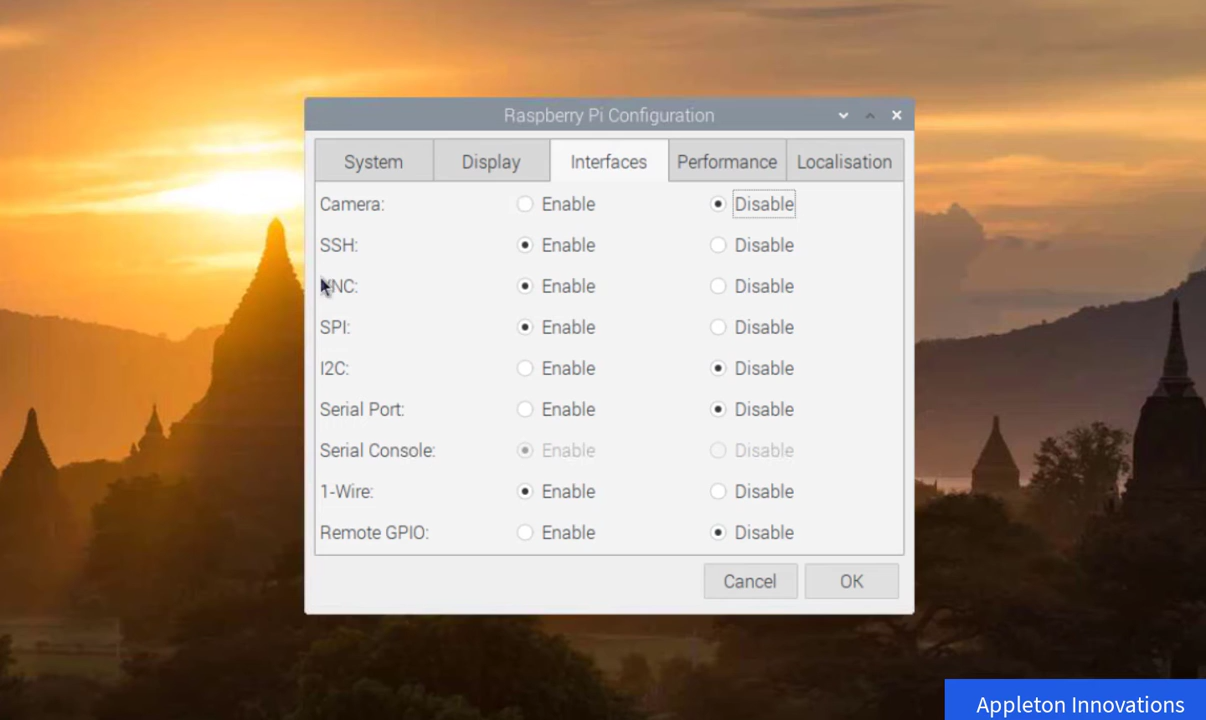 Raspberry Pi Configuration
System Display Interfaces Performance Localisation
Camera: Enable Disable
SSH: Enable Disable
NC: Enable Disable
SPI: Enable Disable
I2C: Enable Disable
Serial Port: Enable Disable
Serial Console: Enable Disable
1-Wire: Enable Disable
Remote GPIO: Enable Disable
Cancel OK
Appleton Innovations